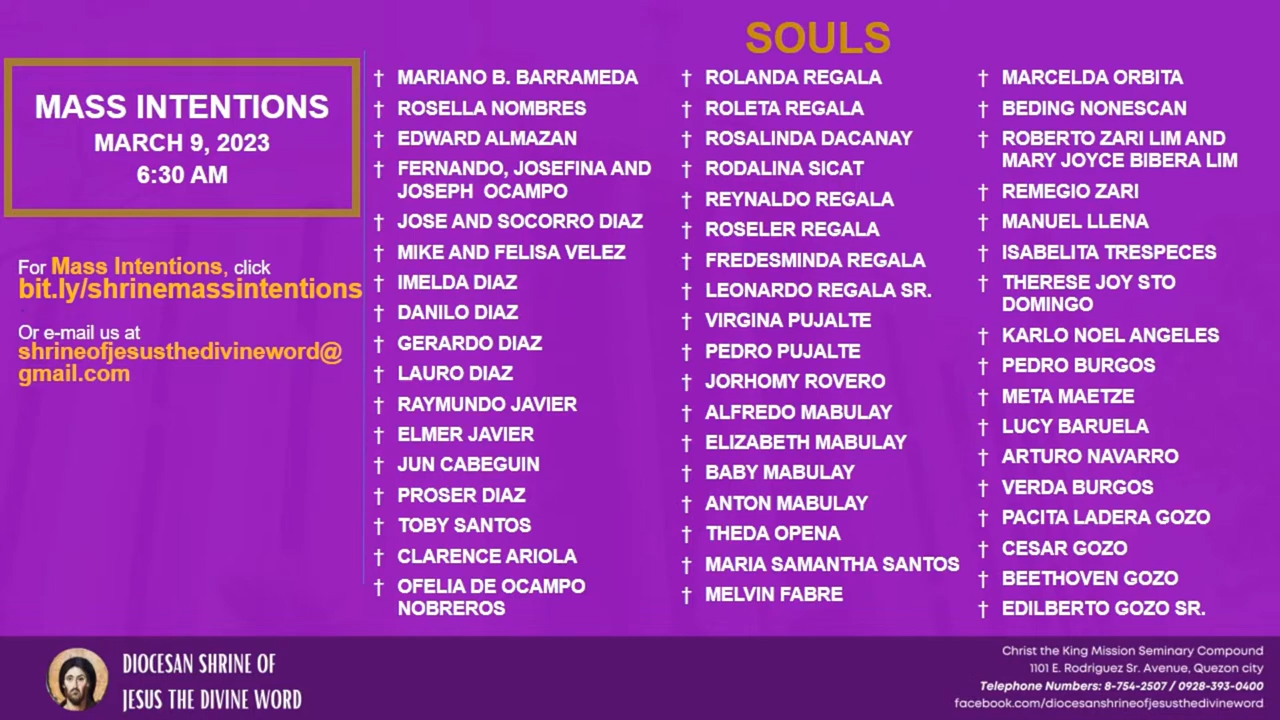 MASS INTENTIONS
MARCH 9, 2023
6:30 AM
For Mass Intentions, click
bit.ly/shrinemassintentions
Or e-mail us at
shrineofjesusthedivineword@
gmail.com
SOULS
† MARIANO B. BARRAMEDA
† ROSELLA NOMBRES
† EDWARD ALMAZAN
† FERNANDO, JOSEFINA AND
JOSEPH OCAMPO
† JOSE AND SOCORRO DIAZ
† MIKE AND FELISA VELEZ
† IMELDA DIAZ
† DANILO DIAZ
† GERARDO DIAZ
† LAURO DIAZ
† RAYMUNDO JAVIER
† ELMER JAVIER
† JUN CABEGUIN
† PROSER DIAZ
† TOBY SANTOS
† CLARENCE ARIOLA
† OFELIA DE OCAMPO
NOBREROS
† ROLANDA REGALA
† ROLETA REGALA
† ROSALINDA DACANAY
† RODALINA SICAT
† REYNALDO REGALA
† ROSELER REGALA
† FREDESMINDA REGALA
† LEONARDO REGALA SR.
† VIRGINA PUJALTE
† PEDRO PUJALTE
† JORHOMY ROVERO
† ALFREDO MABULAY
† ELIZABETH MABULAY
† BABY MABULAY
† ANTON MABULAY
† THEDA OPENA
† MARIA SAMANTHA SANTOS
† MELVIN FABRE
† MARCELDA ORBITA
† BEDING NONESCAN
† ROBERTO ZARI LIM AND
MARY JOYCE BIBERA LIM
† REMEGIO ZARI
† MANUEL LLENA
† ISABELITA TRESPECES
† THERESE JOY STO
DOMINGO
† KARLO NOEL ANGELES
† PEDRO BURGOS
† META MAETZE
† LUCY BARUELA
† ARTURO NAVARRO
† VERDA BURGOS
† PACITA LADERA GOZO
† CESAR GOZO
† BEETHOVEN GOZO
† EDILBERTO GOZO SR.
DIOCESAN SHRINE OF
JESUS THE DIVINE WORD
Christ the King Mission Seminary Compound
1101 E. Rodriguez Sr. Avenue, Quezon city
Telephone Numbers: 8-754-2507 / 0928-393-0400
facebook.com/diocesanshrineofjesusthedivineword